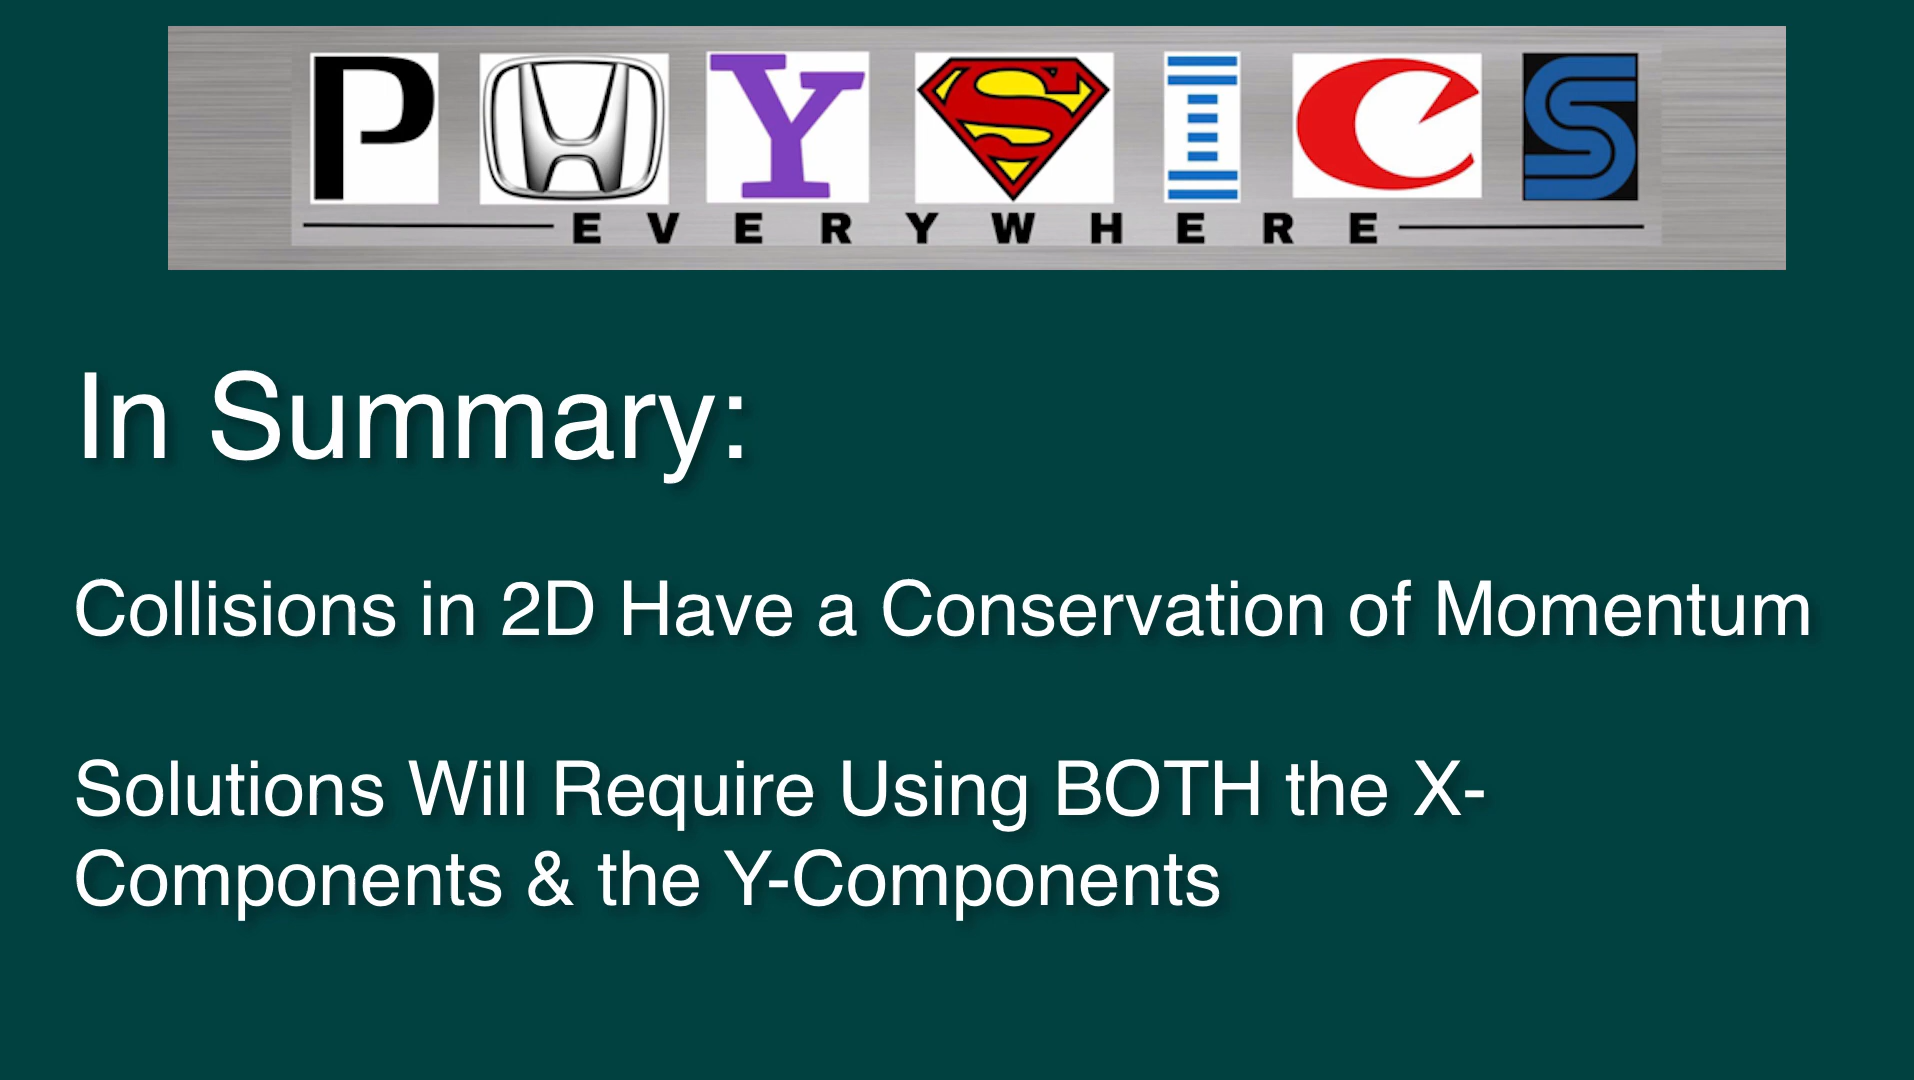 PHYSICS
EVERYWHERE
In Summary:
Collisions in 2D Have a Conservation of Momentum
Solutions Will Require Using BOTH the X-
Components & the Y-Components